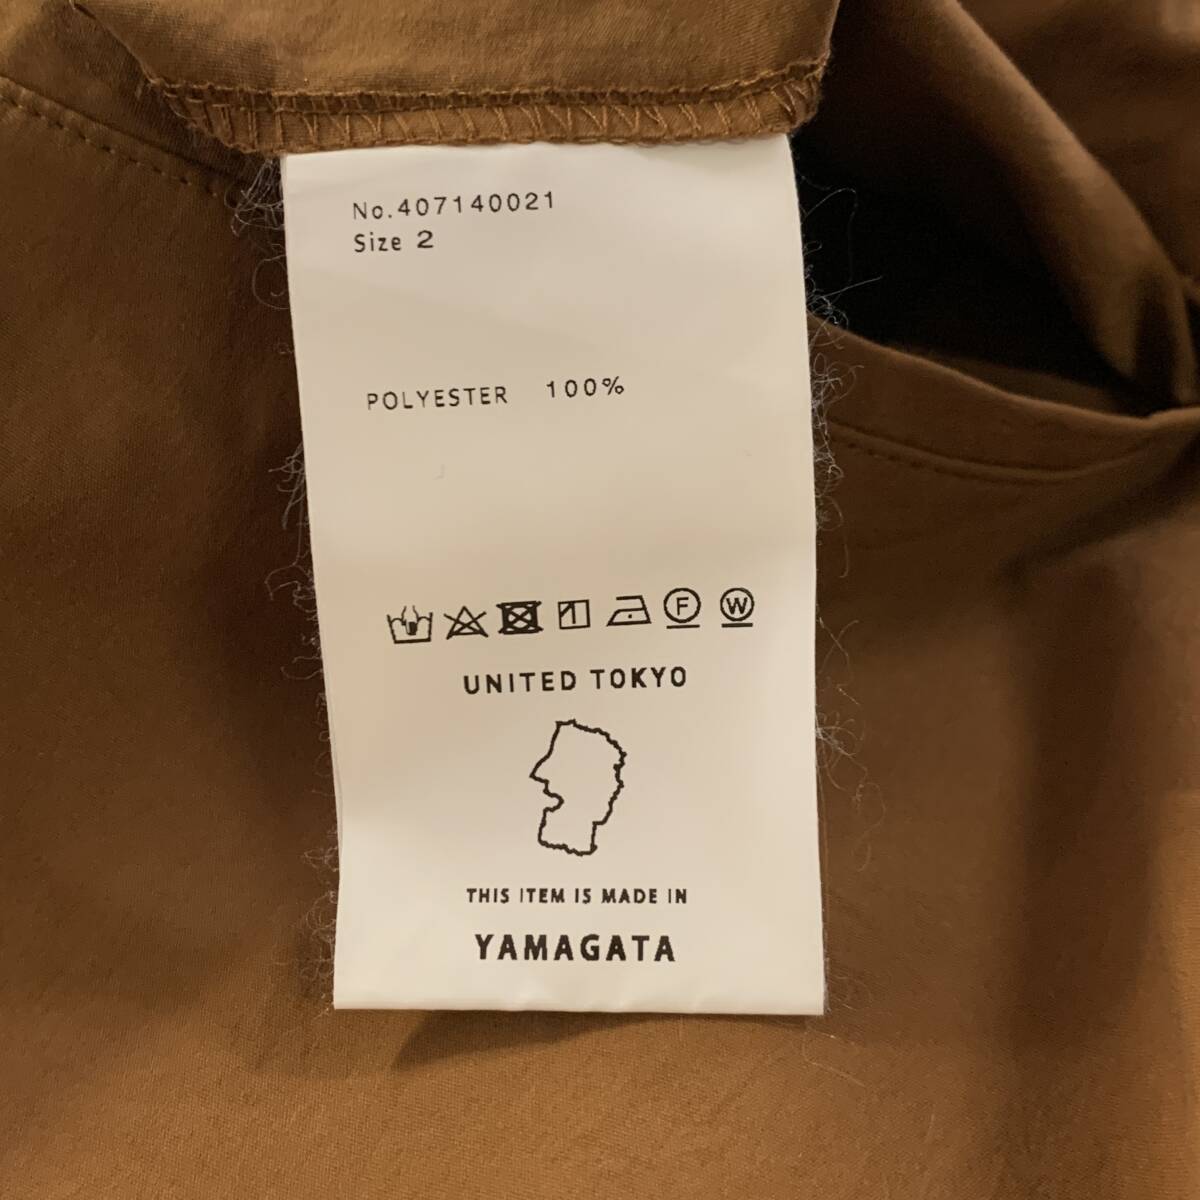 No.407140021
Size 2
POLYESTER 100%
F W
UNITED TOKYO
THIS ITEM IS MADE IN
YAMAGATA